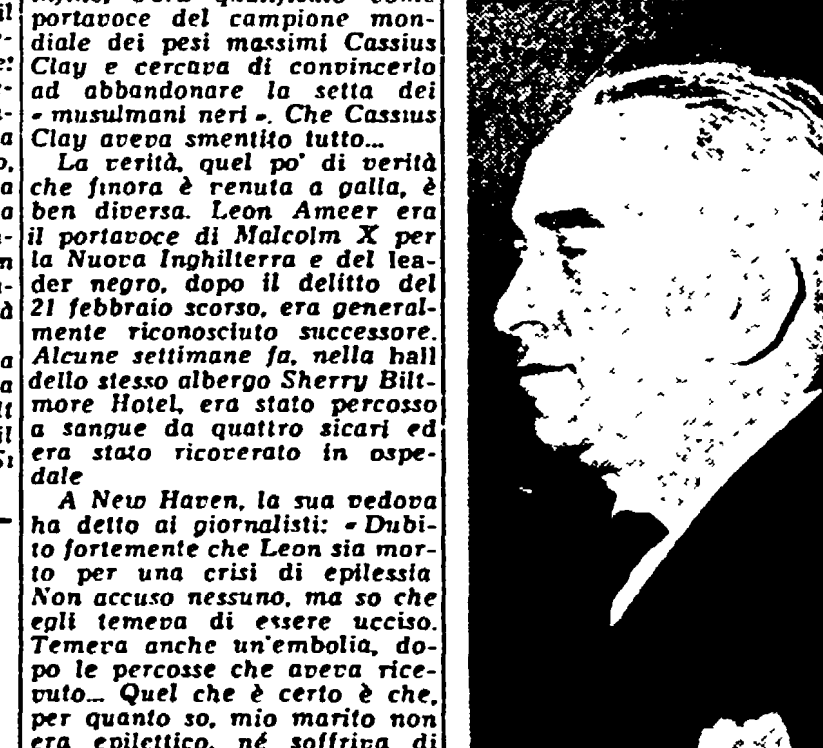 il
portavoce del campione mon-
diale dei pesi massimi Cassius
Clay e cercava di convincerlo
ad abbandonare la setta dei
« musulmani neri ». Che Cassius
Clay aveva smentito tutto...
La verità, quel po' di verità
che finora è venuta a galla, è
ben diversa. Leon Ameer era
il portavoce di Malcolm X per
la Nuova Inghilterra e del lea-
der negro, dopo il delitto del
21 febbraio scorso, era general-
mente riconosciuto successore.
Alcune settimane fa, nella hall
dello stesso albergo Sherry Bilt-
more Hotel, era stato percosso
a sangue da quattro sicari ed
era stato ricoverato in ospe-
dale
A New Haven, la sua vedova
ha detto ai giornalisti: « Dubi-
to fortemente che Leon sia mor-
to per una crisi di epilessia
Non accuso nessuno, ma so che
egli temeva di essere ucciso.
Temeva anche un'embolia, do-
po le percosse che aveva rice-
vuto... Quel che è certo è che,
per quanto so, mio marito non
era epilettico, né soffriva di